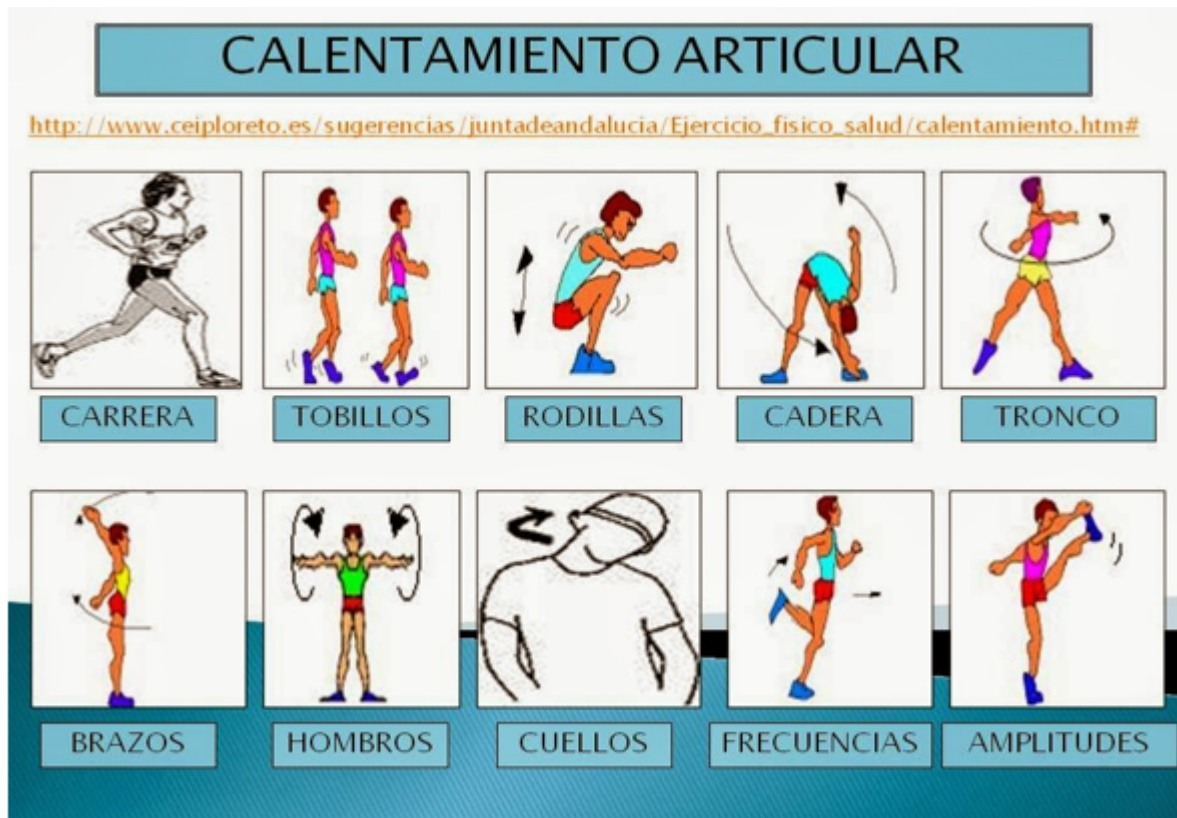 CALENTAMIENTO ARTICULAR
http://www.ceiploreto.es/sugerencias/juntadeandalucia/Ejercicio_fisico_salud/calentamiento.htm#
CARRERA
TOBILLOS
RODILLAS
CADERA
TRONCO
BRAZOS
HOMBROS
CUELLOS
FRECUENCIAS
AMPLITUDES